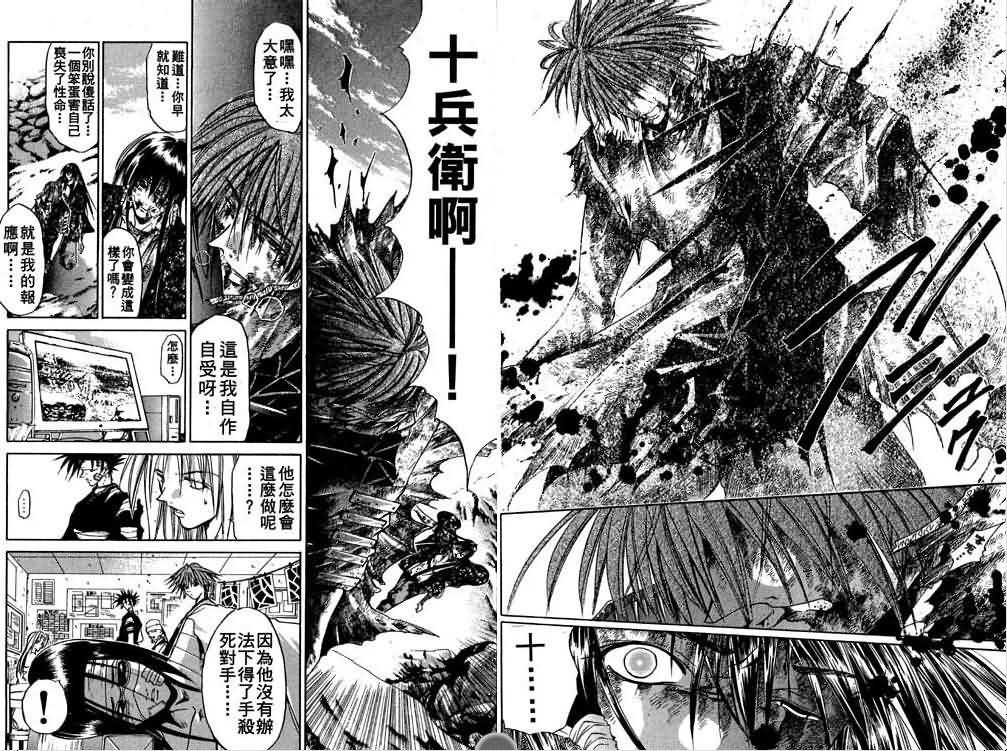 ドシュウ
十……
十兵衛啊——！
嘿嘿…我太
大意了…
這是我自作
自受呀…
難道…你早
就知道…
你會變成這
樣了嗎？
你別說傻話了…
一個笨蛋害自己
喪失了性命…
就是我的報
應啊……
怎麼…
他怎麼會
這麼做呢
……？
……
因為他沒有辦
法下得了手殺
死對手……
！